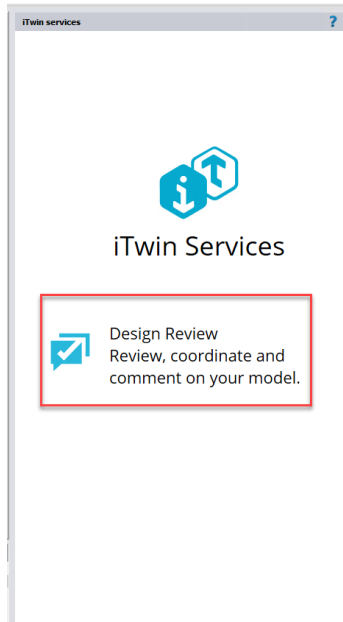 iTwin services ?
iTwin Services
Design Review
Review, coordinate and
comment on your model.